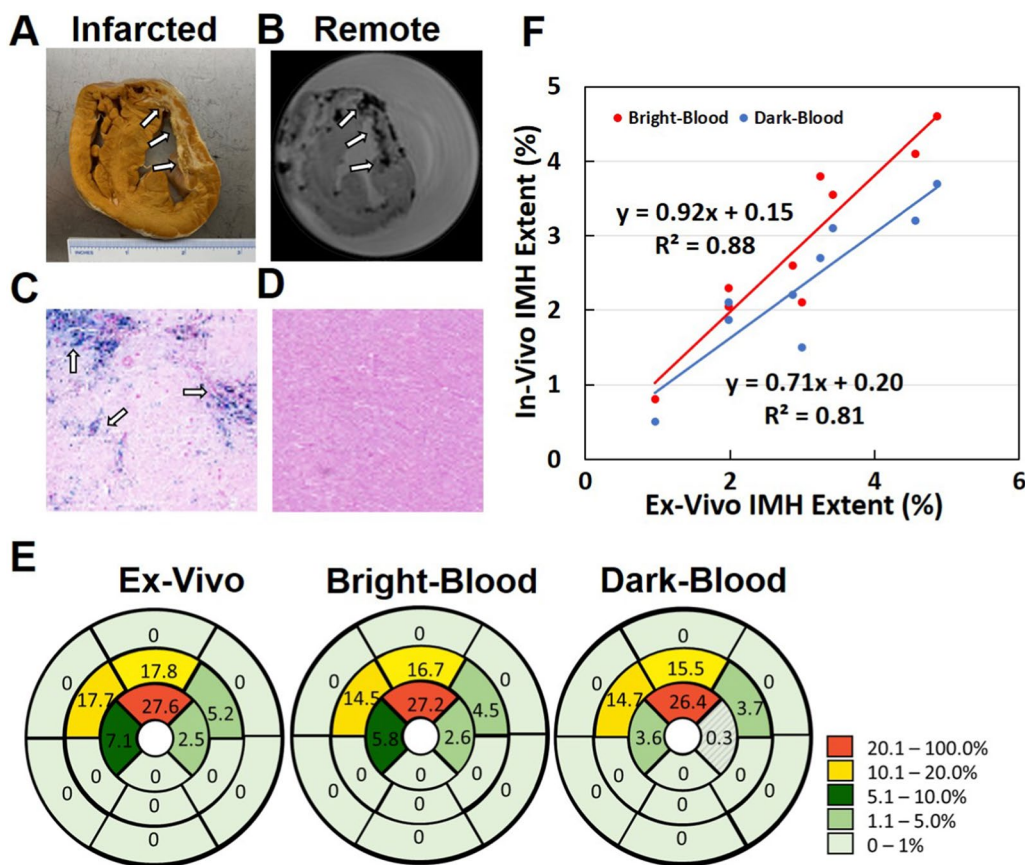 A Infarcted
B Remote
INCHES 1 2 3
C
D
F
5
4
3
2
1
0
0 2 4 6
In-Vivo IMH Extent (%)
Ex-Vivo IMH Extent (%)
Bright-Blood Dark-Blood
y = 0.92x + 0.15
R² = 0.88
y = 0.71x + 0.20
R² = 0.81
E
Ex-Vivo
0
0 0
17.8
17.7 27.6 5.2
7.1 2.5
0
0 0
0 0
0
0
Bright-Blood
0
0 0
16.7
14.5 27.2 4.5
5.8 2.6
0
0 0
0 0
0
0
Dark-Blood
0
0 0
15.5
14.7 26.4 3.7
3.6 0.3
0
0 0
0 0
0
0
20.1 – 100.0%
10.1 – 20.0%
5.1 – 10.0%
1.1 – 5.0%
0 – 1%